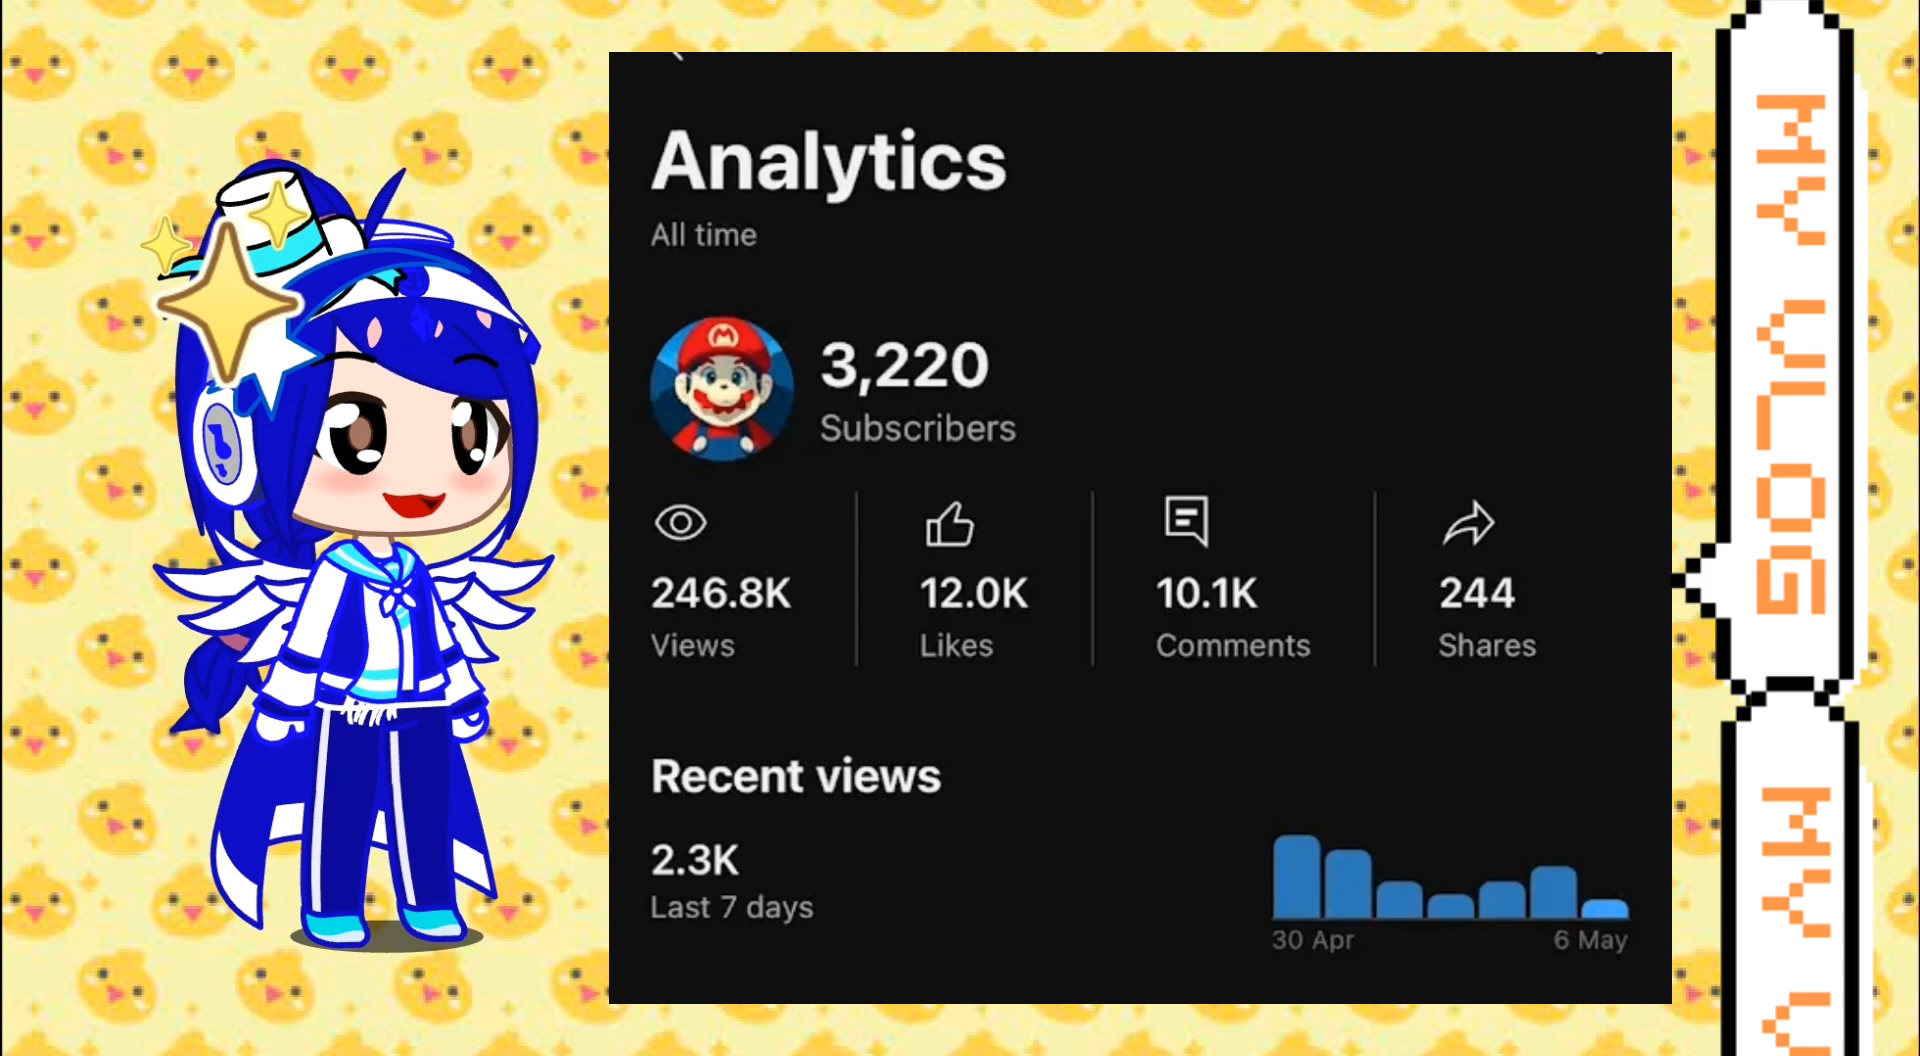 Analytics
All time
3,220
Subscribers
246.8K
Views
12.0K
Likes
10.1K
Comments
244
Shares
Recent views
2.3K
Last 7 days
30 Apr
6 May
MY VLOG
MY V